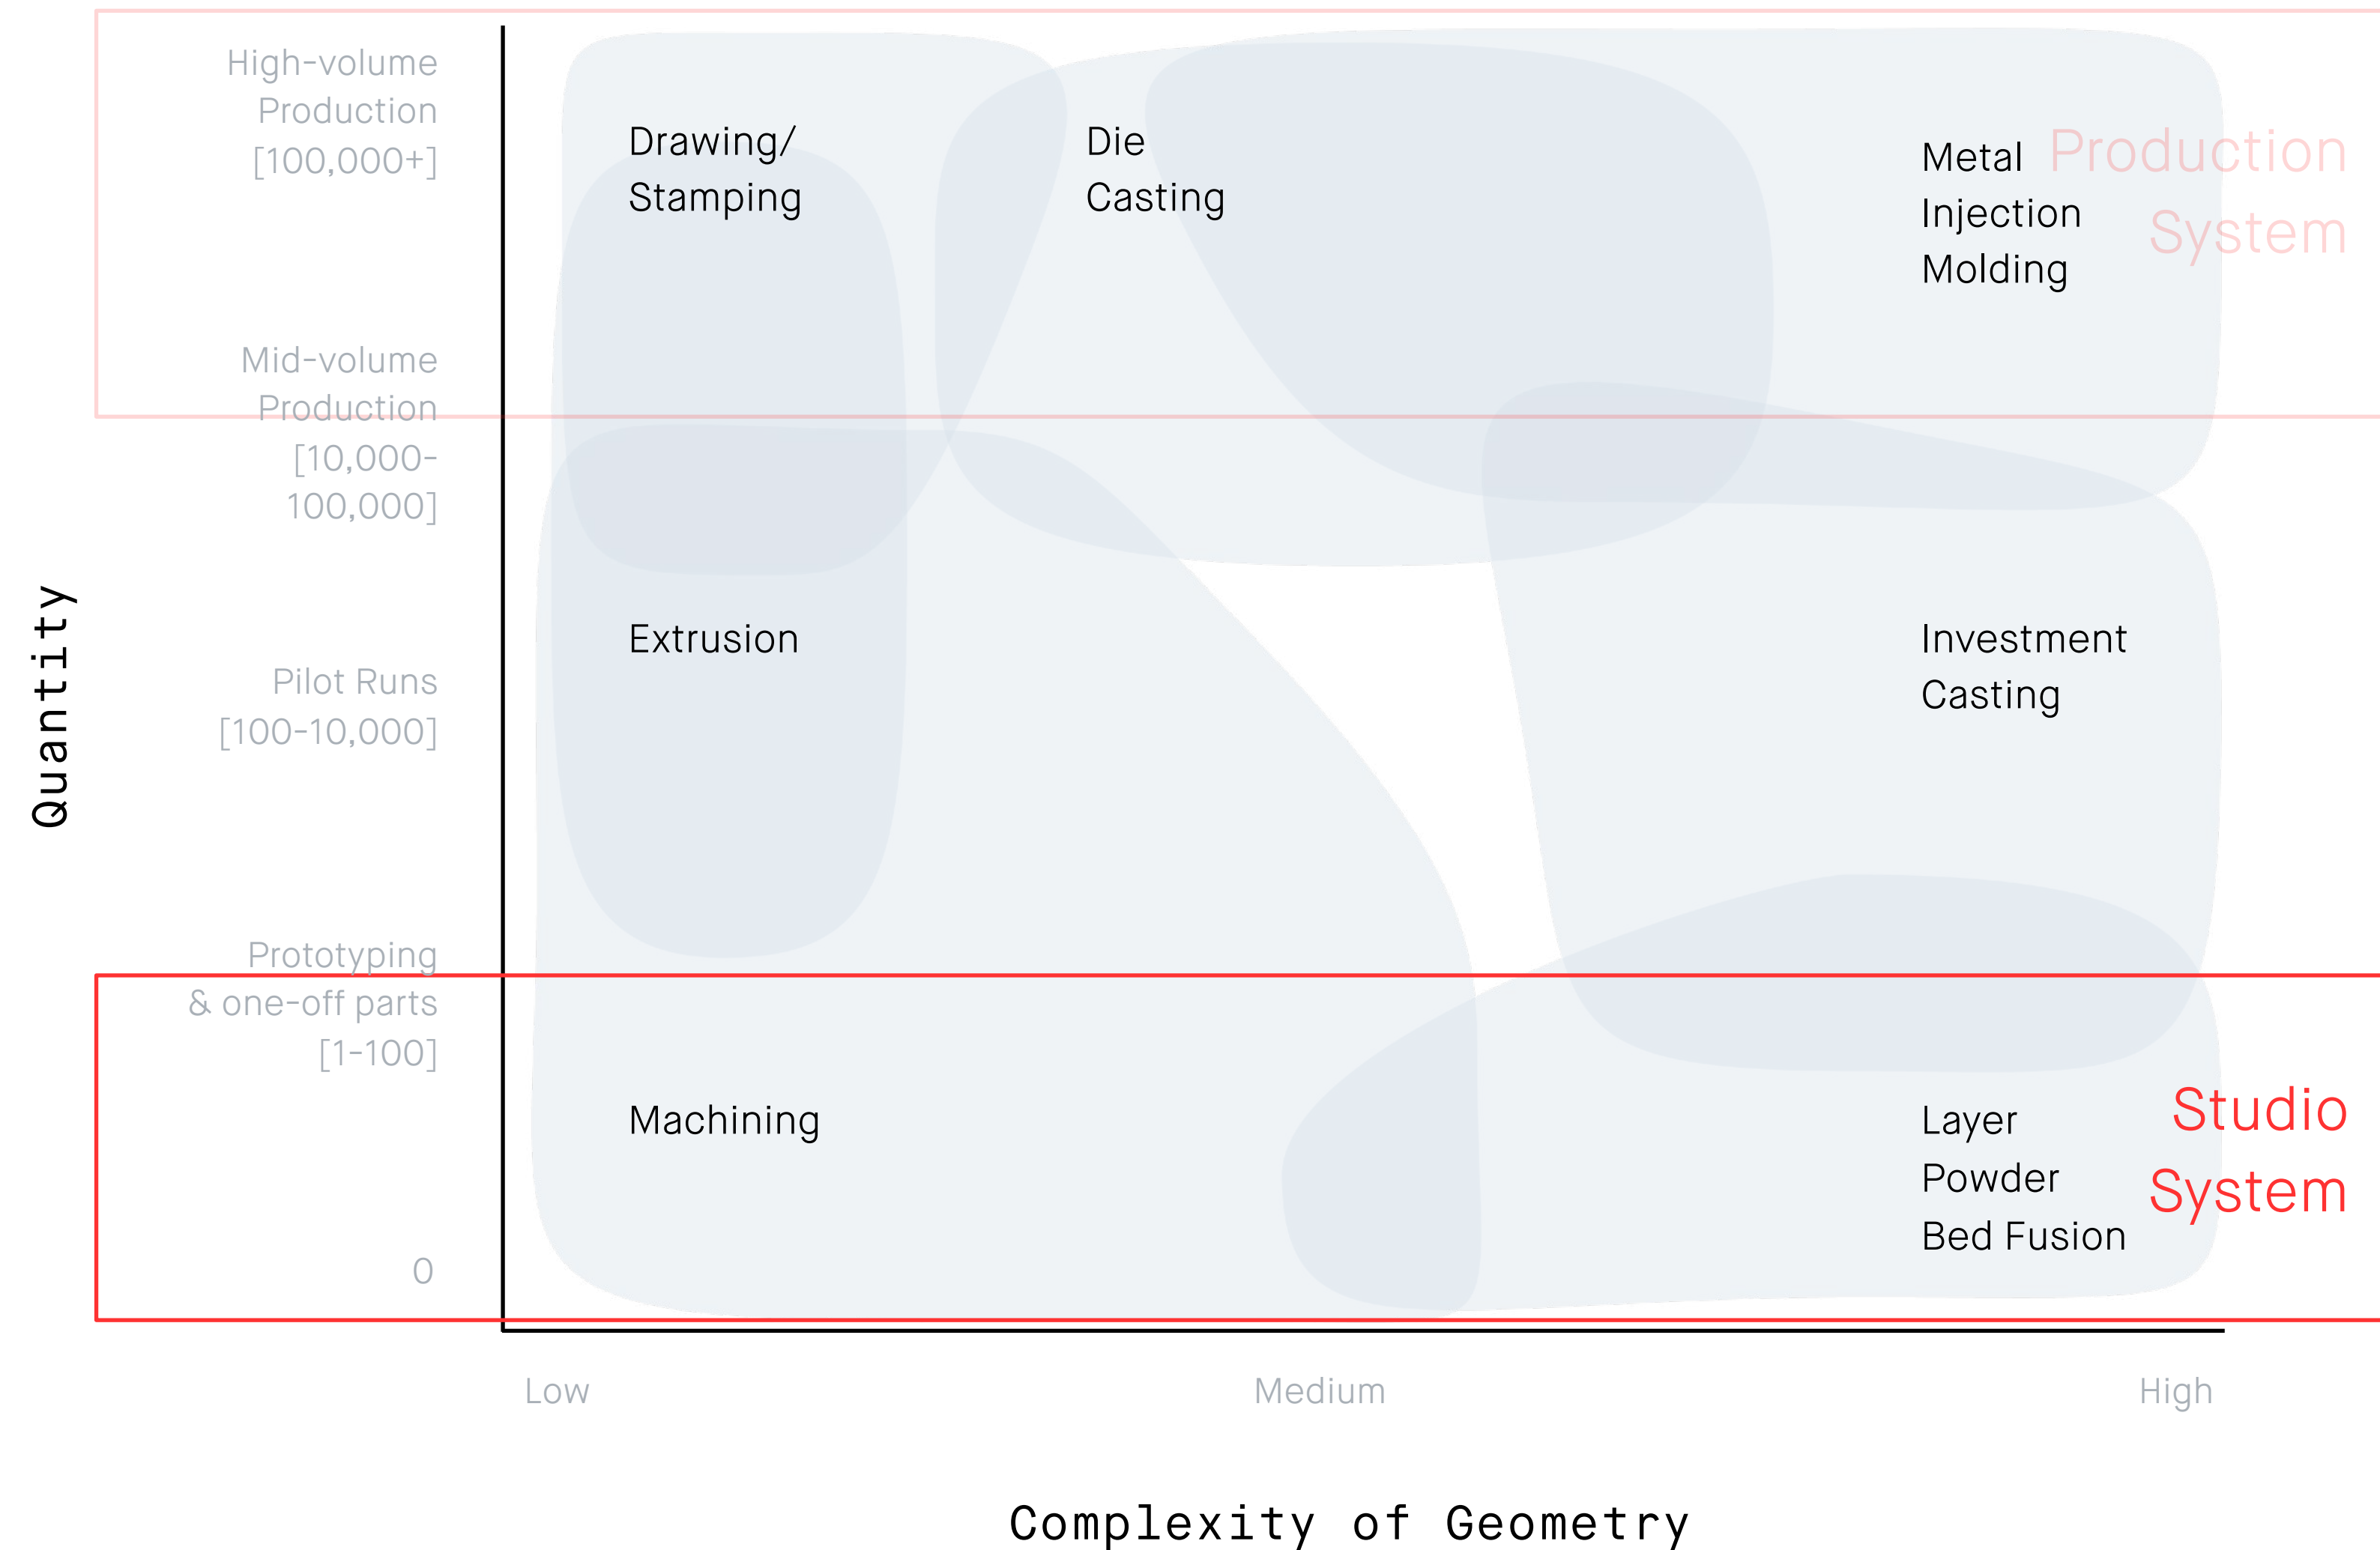 High-volume
Production
[100,000+]
Mid-volume
Production
[10,000-
100,000]
Pilot Runs
[100-10,000]
Prototyping
& one-off parts
[1-100]
0
Quantity
Drawing/
Stamping
Die
Casting
Metal
Injection
Molding
Production
System
Extrusion
Investment
Casting
Machining
Layer
Powder
Bed Fusion
Studio
System
Low
Medium
High
Complexity of Geometry